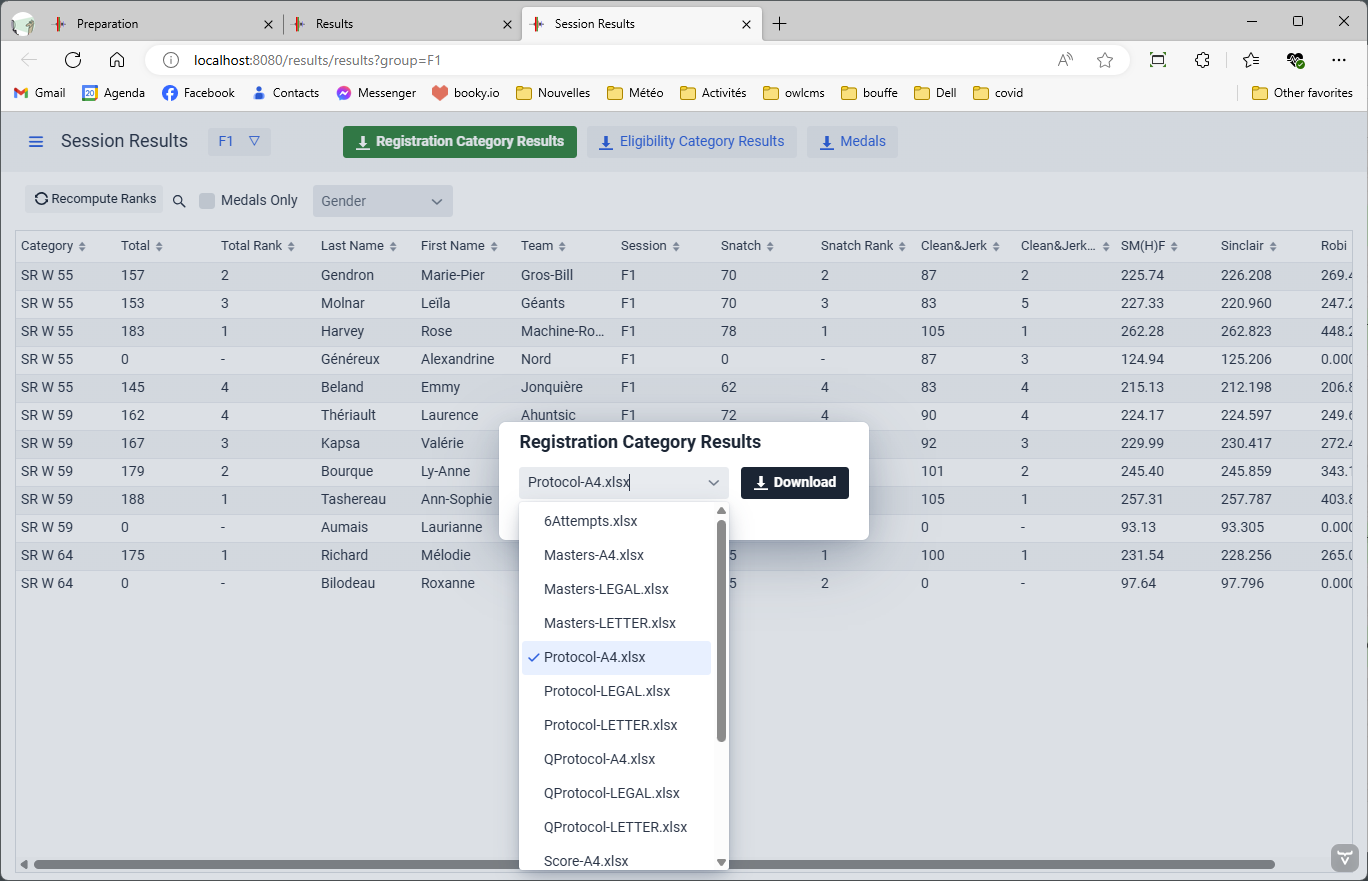 Preparation
Results
Session Results
localhost:8080/results/results?group=F1
Gmail 20 Agenda Facebook Contacts Messenger booky.io Nouvelles Météo Activités owlcms bouffe Dell covid Other favorites
Session Results F1 Registration Category Results Eligibility Category Results Medals
Recompute Ranks Medals Only Gender
Category Total Total Rank Last Name First Name Team Session Snatch Snatch Rank Clean&Jerk Clean&Jerk... SM(H)F Sinclair Robi
SR W 55 157 2 Gendron Marie-Pier Gros-Bill F1 70 2 87 2 225.74 226.208 269.4
SR W 55 153 3 Molnar Leïla Géants F1 70 3 83 5 227.33 220.960 247.2
SR W 55 183 1 Harvey Rose Machine-Ro... F1 78 1 105 1 262.28 262.823 448.2
SR W 55 0 - Généreux Alexandrine Nord F1 0 - 87 3 124.94 125.206 0.000
SR W 55 145 4 Beland Emmy Jonquière F1 62 4 83 4 215.13 212.198 206.8
SR W 59 162 4 Thériault Laurence Ahuntsic F1 72 4 90 4 224.17 224.597 249.6
SR W 59 167 3 Kapsa Valérie 92 3 229.99 230.417 272.4
SR W 59 179 2 Bourque Ly-Anne 101 2 245.40 245.859 343.1
SR W 59 188 1 Tashereau Ann-Sophie 105 1 257.31 257.787 403.8
SR W 59 0 - Aumais Laurianne 0 - 93.13 93.305 0.000
SR W 64 175 1 Richard Mélodie 5 1 100 1 231.54 228.256 265.0
SR W 64 0 - Bilodeau Roxanne 5 2 0 - 97.64 97.796 0.000
Registration Category Results
Protocol-A4.xlsx Download
6Attempts.xlsx
Masters-A4.xlsx
Masters-LEGAL.xlsx
Masters-LETTER.xlsx
Protocol-A4.xlsx
Protocol-LEGAL.xlsx
Protocol-LETTER.xlsx
QProtocol-A4.xlsx
QProtocol-LEGAL.xlsx
QProtocol-LETTER.xlsx
Score-A4.xlsx